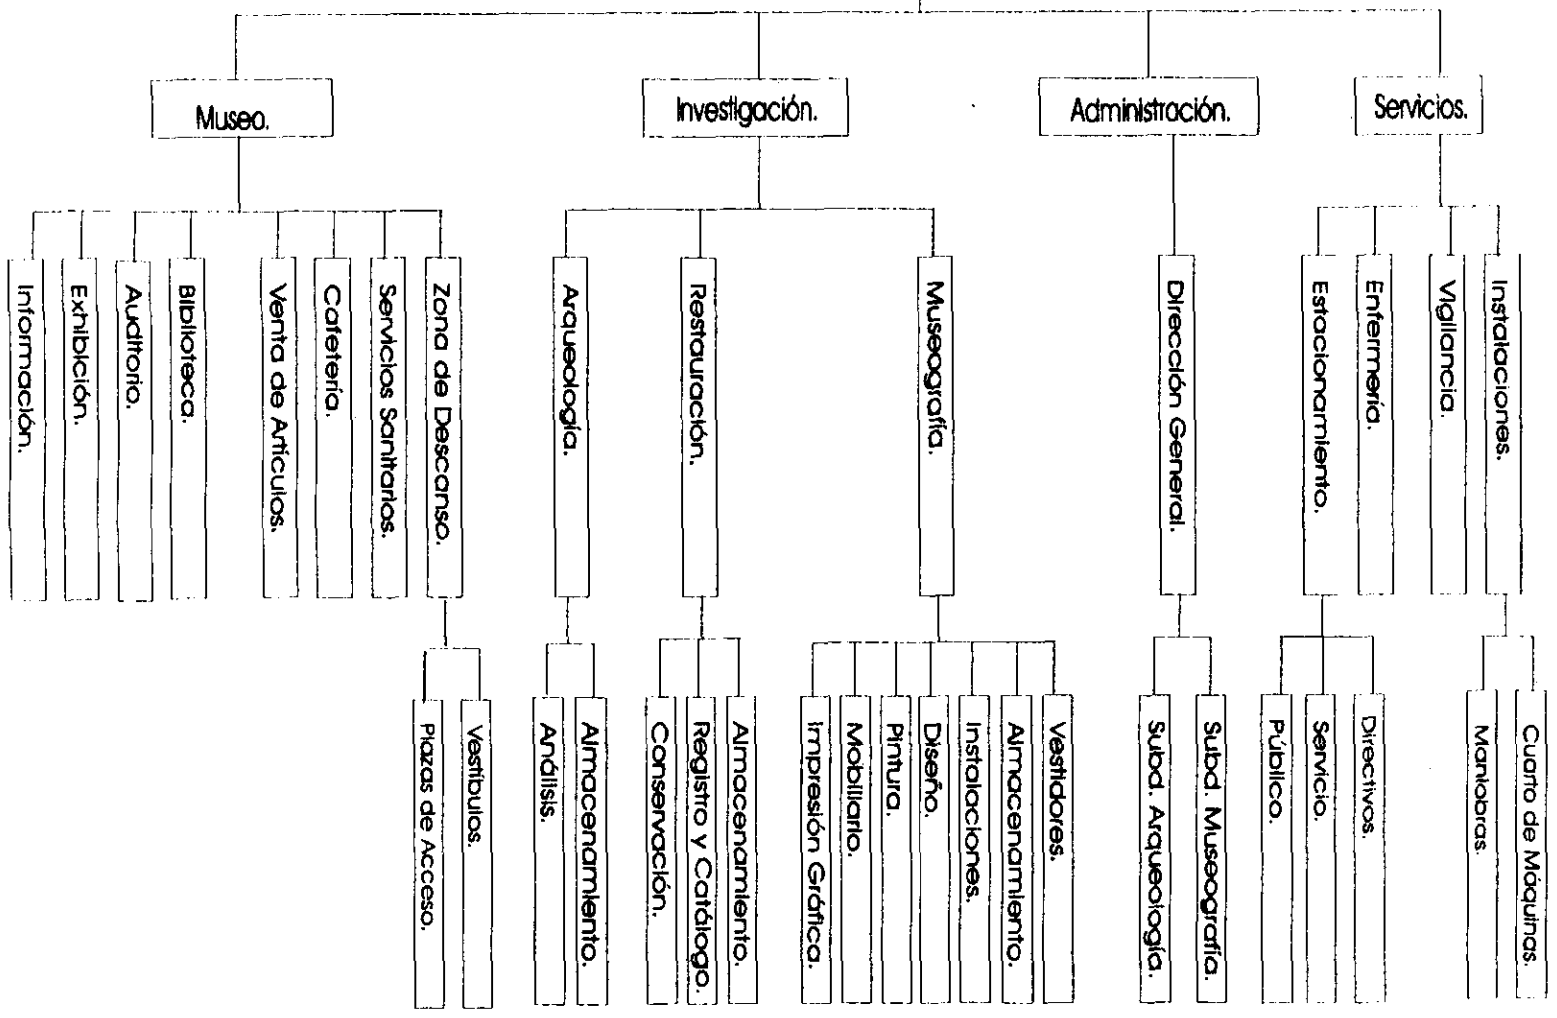 Museo.
Investigación.
Administración.
Servicios.
Información.
Exhibición.
Auditorio.
Biblioteca.
Venta de Artículos.
Cafetería.
Servicios Sanitarios.
Zona de Descanso.
Arqueología.
Restauración.
Museografía.
Dirección General.
Estacionamiento.
Enfermería.
Vigilancia.
Instalaciones.
Plazas de Acceso.
Vestíbulos.
Análisis.
Almacenamiento.
Conservación.
Registro y Catálogo.
Almacenamiento.
Impresión Gráfica.
Mobiliario.
Pintura.
Diseño.
Instalaciones.
Almacenamiento.
Vestidores.
Subd. Arqueología.
Subd. Museografía.
Público.
Servicio.
Directivos.
Maniobras.
Cuarto de Máquinas.